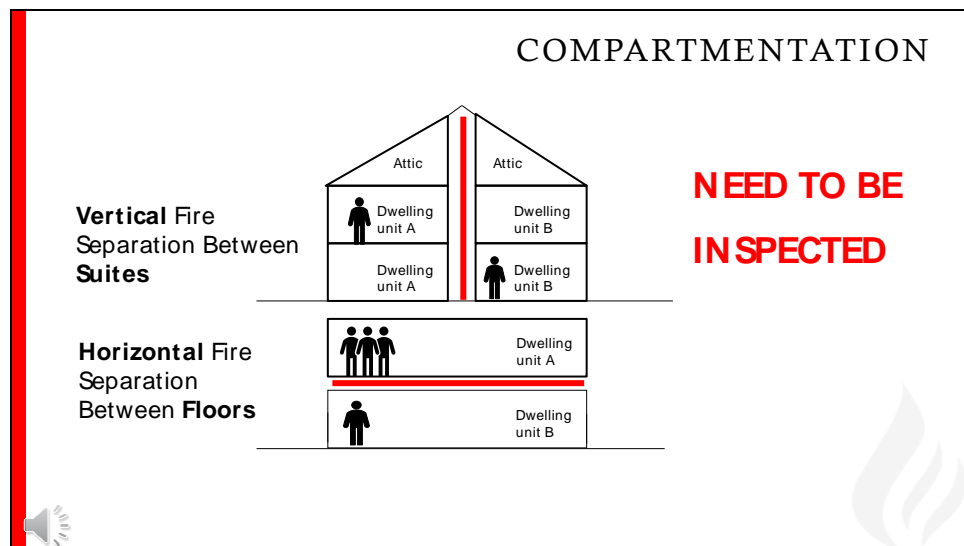 COMPARTMENTATION
Attic
Attic
NEED TO BE
INSPECTED
Vertical Fire
Separation Between
Suites
Dwelling
unit A
Dwelling
unit B
Dwelling
unit A
Dwelling
unit B
Horizontal Fire
Separation
Between Floors
Dwelling
unit A
Dwelling
unit B